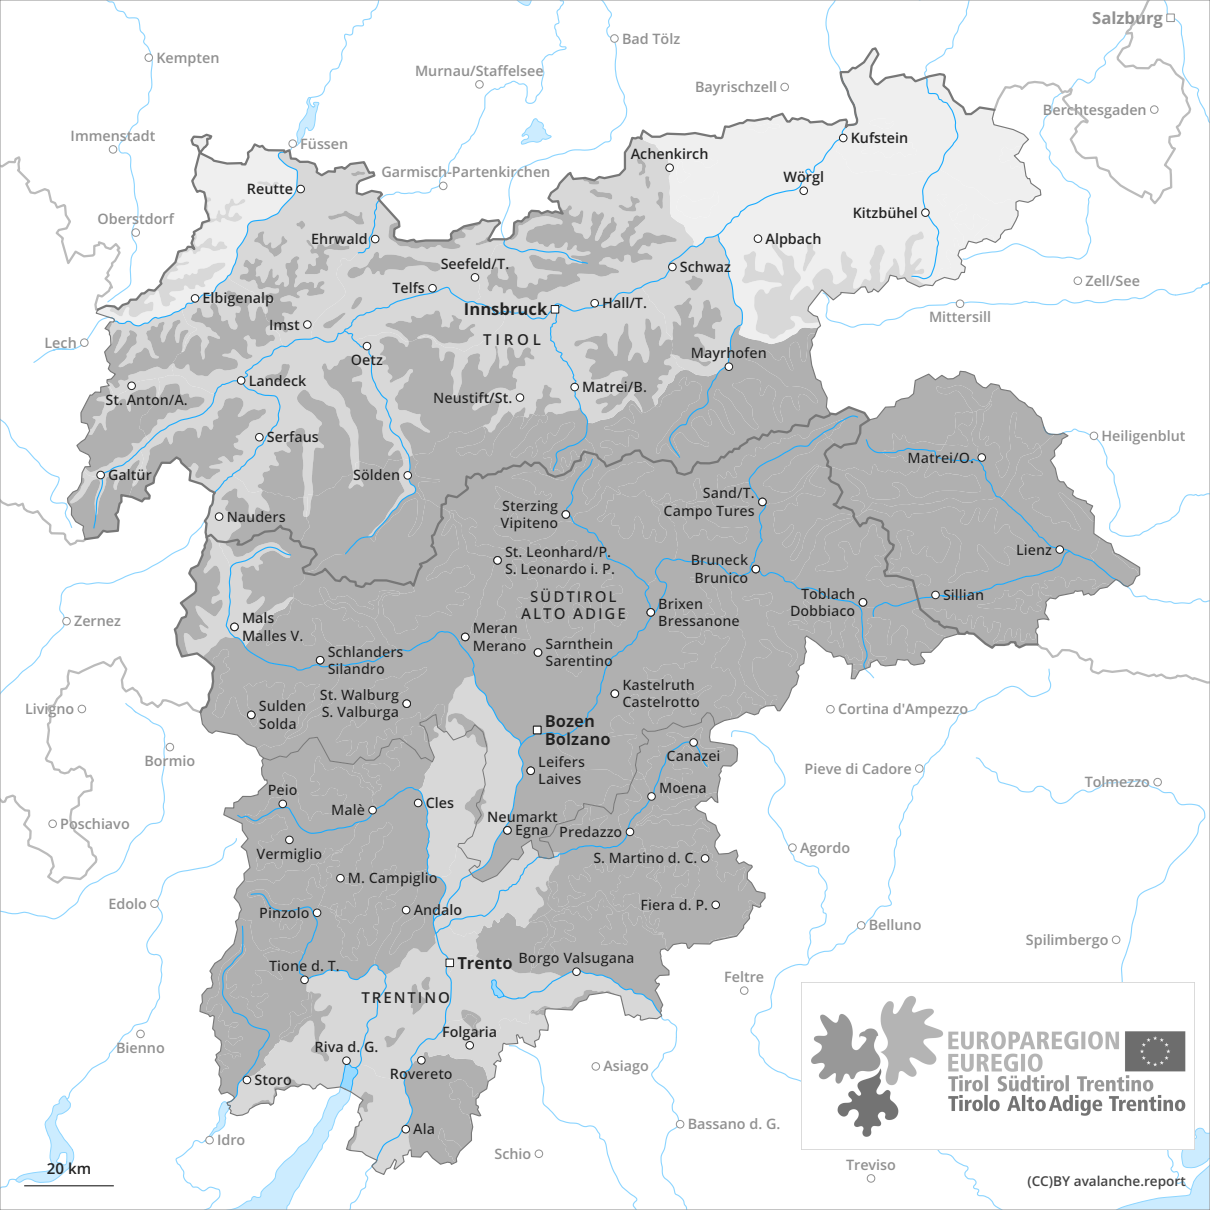 Salzburg
Bad Tölz
Kempten
Murnau/Staffelsee
Bayrischzell
Berchtesgaden
Immenstadt
Füssen
Kufstein
Achenkirch
Garmisch-Partenkirchen
Wörgl
Reutte
Oberstdorf
Kitzbühel
Ehrwald
Alpbach
Seefeld/T.
Schwaz
Zell/See
Telfs
Elbigenalp
Innsbruck
Hall/T.
Mittersill
Imst
TIROL
Lech
Oetz
Mayrhofen
Landeck
Matrei/B.
St. Anton/A.
Neustift/St.
Serfaus
Heiligenblut
Matrei/O.
Galtür
Sölden
Sand/T.
Campo Tures
Sterzing
Vipiteno
Nauders
Lienz
St. Leonhard/P.
S. Leonardo i. P.
Bruneck
Brunico
SÜDTIROL
ALTO ADIGE
Toblach
Dobbiaco
Sillian
Brixen
Bressanone
Zernez
Mals
Malles V.
Meran
Merano
Sarnthein
Sarentino
Schlanders
Silandro
Kastelruth
Castelrotto
St. Walburg
S. Valburga
Sulden
Solda
Livigno
Cortina d'Ampezzo
Bozen
Bolzano
Bormio
Canazei
Leifers
Laives
Pieve di Cadore
Tolmezzo
Peio
Moena
Malè
Cles
Neumarkt
Egna
Predazzo
Poschiavo
Vermiglio
S. Martino d. C.
Agordo
M. Campiglio
Edolo
Pinzolo
Andalo
Fiera d. P.
Belluno
Spilimbergo
Trento
Borgo Valsugana
Tione d. T.
Feltre
TRENTINO
Folgaria
Bienno
Riva d. G.
EUROPAREGION
EUREGIO
Tirol Südtirol Trentino
Tirolo Alto Adige Trentino
Rovereto
Asiago
Storo
Ala
Bassano d. G.
Idro
Schio
Treviso
20 km
(CC)BY avalanche.report